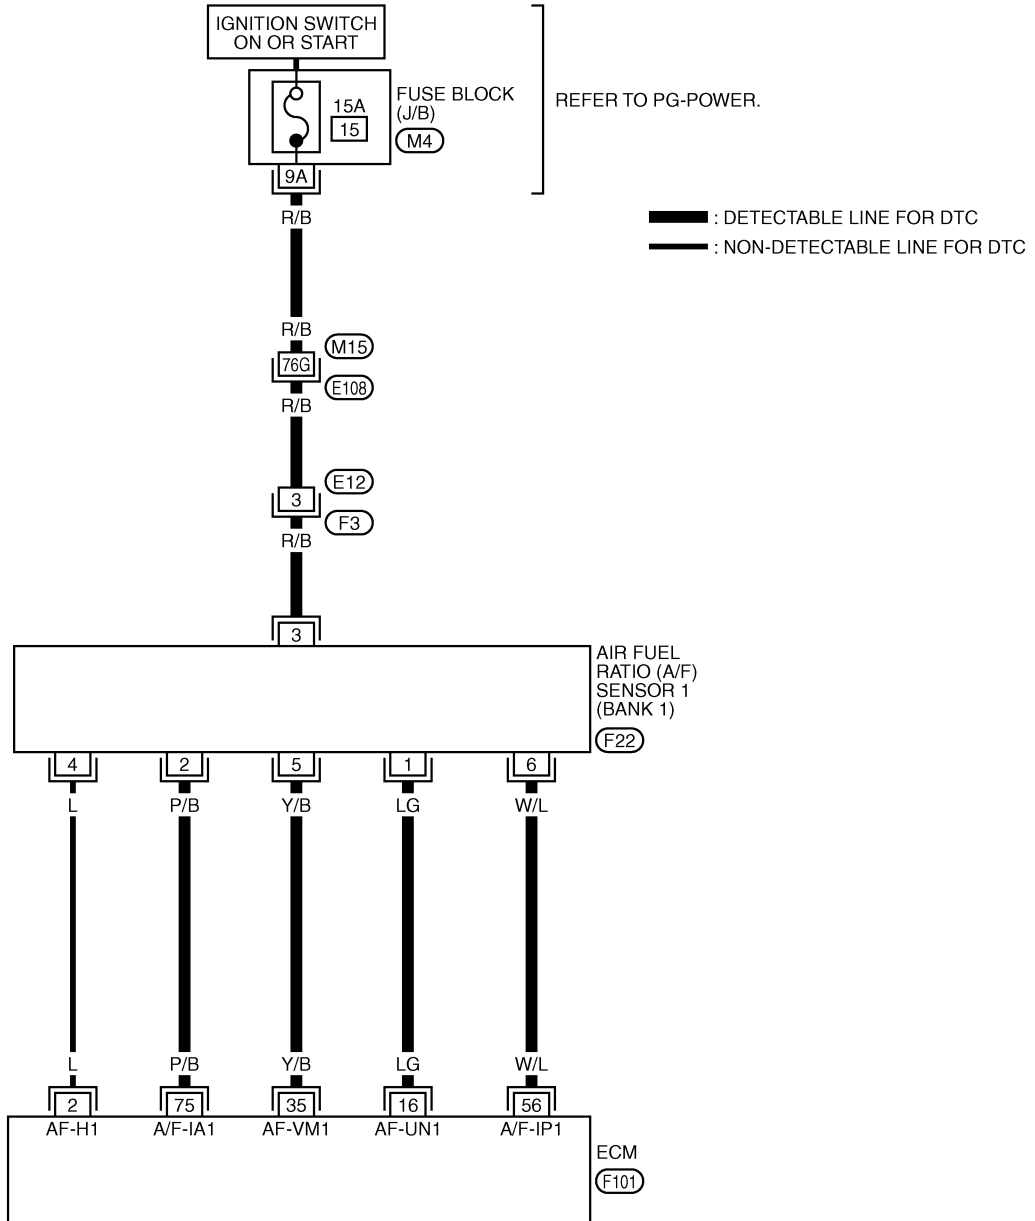 IGNITION SWITCH
ON OR START
FUSE BLOCK
(J/B)
M4
15A
15
REFER TO PG-POWER.
9A
R/B
: DETECTABLE LINE FOR DTC
: NON-DETECTABLE LINE FOR DTC
R/B
M15
76G
E108
R/B
E12
3
F3
R/B
3
AIR FUEL
RATIO (A/F)
SENSOR 1
(BANK 1)
F22
4 2 5 1 6
L P/B Y/B LG W/L
L P/B Y/B LG W/L
2 75 35 16 56
AF-H1 A/F-IA1 AF-VM1 AF-UN1 A/F-IP1
ECM
F101